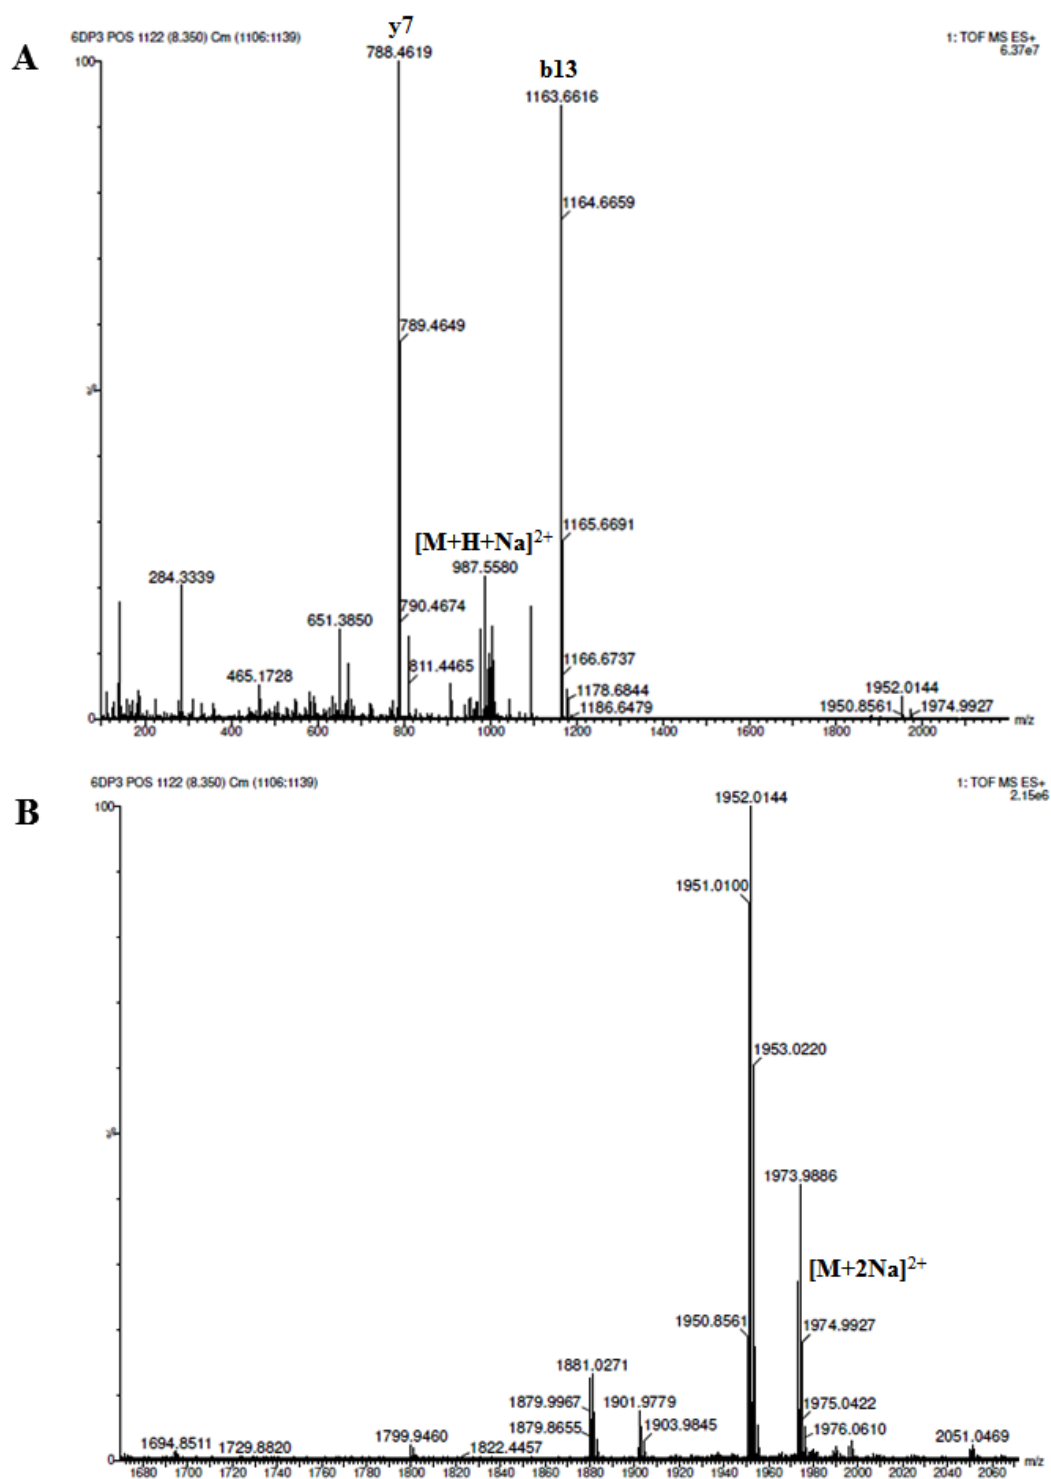 A
6DP3 POS 1122 (8.350) Cm (1106:1139)
1: TOF MS ES+
6.37e7
y7
788.4619
b13
1163.6616
100
1164.6659
789.4649
%
1165.6691
[M+H+Na]2+
987.5580
284.3339
651.3850
790.4674
465.1728
811.4465
1166.6737
1178.6844
1186.6479
1952.0144
1950.8561
1974.9927
0
200 400 600 800 1000 1200 1400 1600 1800 2000 m/z
B
6DP3 POS 1122 (8.350) Cm (1106:1139)
1: TOF MS ES+
2.15e6
100
1952.0144
1951.0100
1953.0220
%
1973.9886
[M+2Na]2+
1950.8561
1974.9927
1881.0271
1879.9967
1901.9779
1975.0422
1879.8655
1903.9845
1976.0610
1694.8511
1729.8820
1799.9460
1822.4457
2051.0469
0
1680 1700 1720 1740 1760 1780 1800 1820 1840 1860 1880 1900 1920 1940 1960 1980 2000 2020 2040 2060 m/z